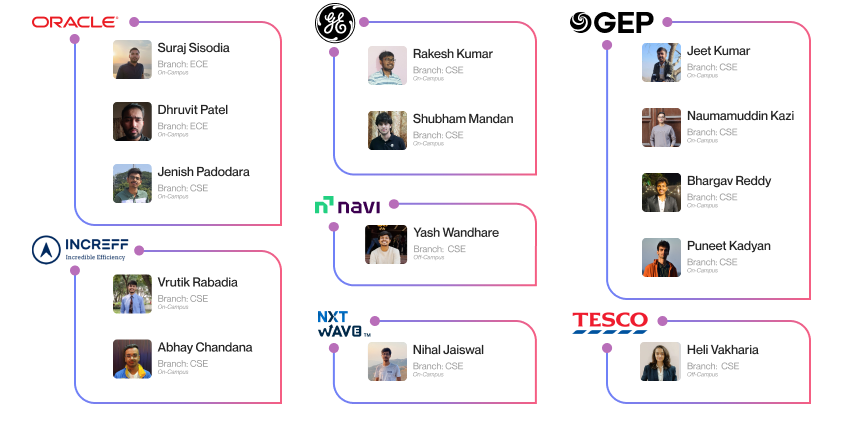 ORACLE
Suraj Sisodia
Branch: ECE
On-Campus
Dhruvit Patel
Branch: ECE
On-Campus
Jenish Padodara
Branch: CSE
On-Campus
INCREFF
Incredible Efficiency
Vrutik Rabadia
Branch: CSE
On-Campus
Abhay Chandana
Branch: CSE
On-Campus
GE
Rakesh Kumar
Branch: CSE
On-Campus
Shubham Mandan
Branch: CSE
On-Campus
navi
Yash Wandhare
Branch: CSE
Off-Campus
NXT
WAVE™
Nihal Jaiswal
Branch: CSE
On-Campus
GEP
Jeet Kumar
Branch: CSE
On-Campus
Naumamuddin Kazi
Branch: CSE
On-Campus
Bhargav Reddy
Branch: CSE
On-Campus
Puneet Kadyan
Branch: CSE
On-Campus
TESCO
Heli Vakharia
Branch: CSE
Off-Campus